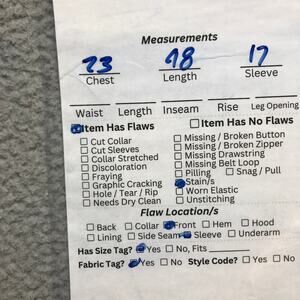 Measurements
23 28 17
Chest Length Sleeve
Waist Length Inseam Rise Leg Opening
Item Has Flaws Item Has No Flaws
Cut Collar Missing / Broken Button
Cut Sleeves Missing / Broken Zipper
Collar Stretched Missing Drawstring
Discoloration Missing Belt Loop
Fraying Pilling Snag / Pull
Graphic Cracking Stain/s
Hole / Tear / Rip Worn Elastic
Needs Dry Clean Unstitching
Flaw Location/s
Back Collar Front Hem Hood
Lining Side Seam Sleeve Underarm
Has Size Tag? Yes No, Fits
Fabric Tag? Yes No Style Code? Yes No